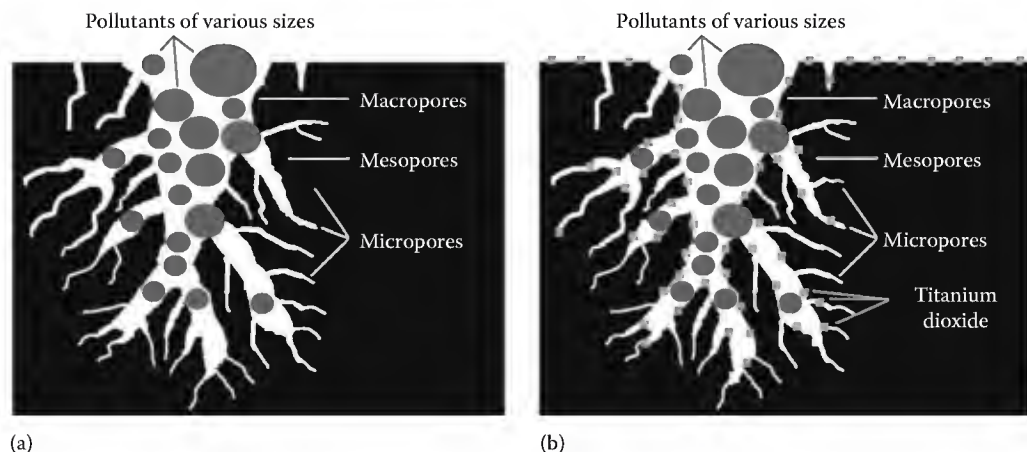 Pollutants of various sizes
Macropores
Mesopores
Micropores
(a)
Pollutants of various sizes
Macropores
Mesopores
Micropores
Titanium
dioxide
(b)